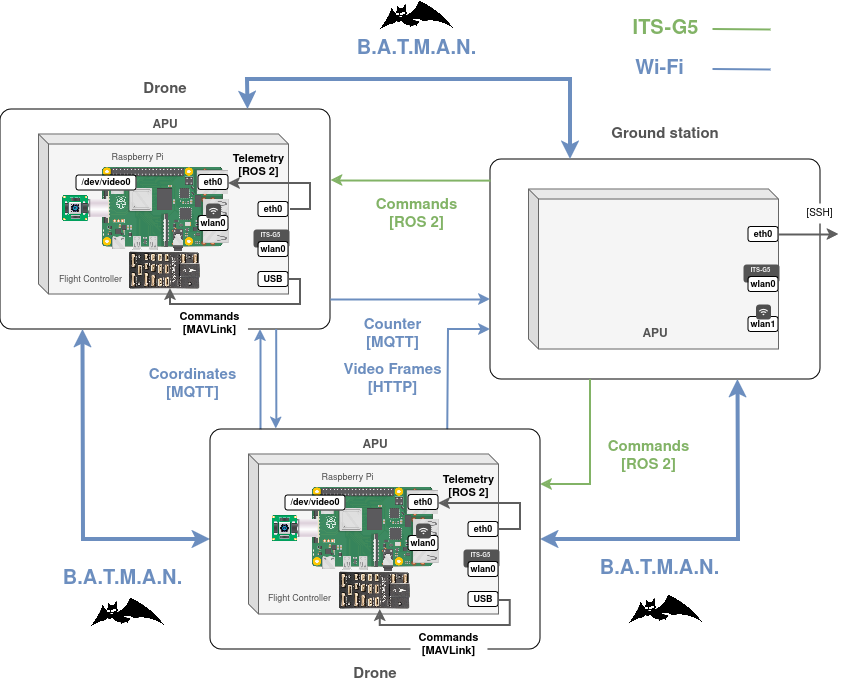 B.A.T.M.A.N.
ITS-G5
Wi-Fi
Drone
APU
Raspberry Pi
Telemetry
[ROS 2]
/dev/video0
eth0
eth0
wlan0
ITS-G5
wlan0
Flight Controller
USB
Commands
[MAVLink]
Ground station
[SSH]
eth0
ITS-G5
wlan0
wlan1
APU
Commands
[ROS 2]
Counter
[MQTT]
Video Frames
[HTTP]
Coordinates
[MQTT]
Commands
[ROS 2]
APU
Raspberry Pi
Telemetry
[ROS 2]
/dev/video0
eth0
eth0
wlan0
ITS-G5
wlan0
Flight Controller
USB
Commands
[MAVLink]
Drone
B.A.T.M.A.N.
B.A.T.M.A.N.